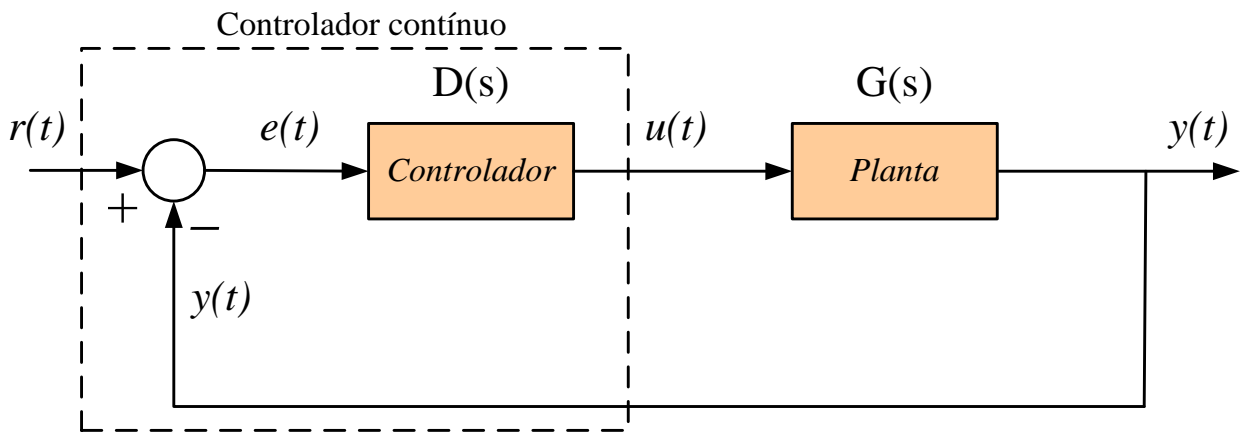 Controlador contínuo
D(s)
G(s)
r(t)
e(t)
u(t)
y(t)
Controlador
Planta
+
−
y(t)